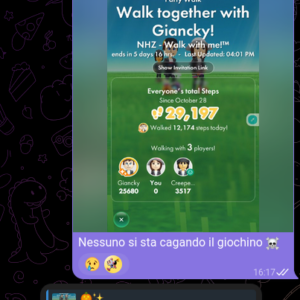 Party Walk
Walk together with
Giancky!
NHZ - Walk with me!™
ends in 5 days 16 hrs. - Last Updated: 04:01 PM
Show Invitation Link
Everyone's total Steps
Since October 28
29,197
Walked 12,174 steps today!
Walking with 3 players!
Giancky You Creepe...
25680 0 3517
Nessuno si sta cagando il giochino ☠️
16:17